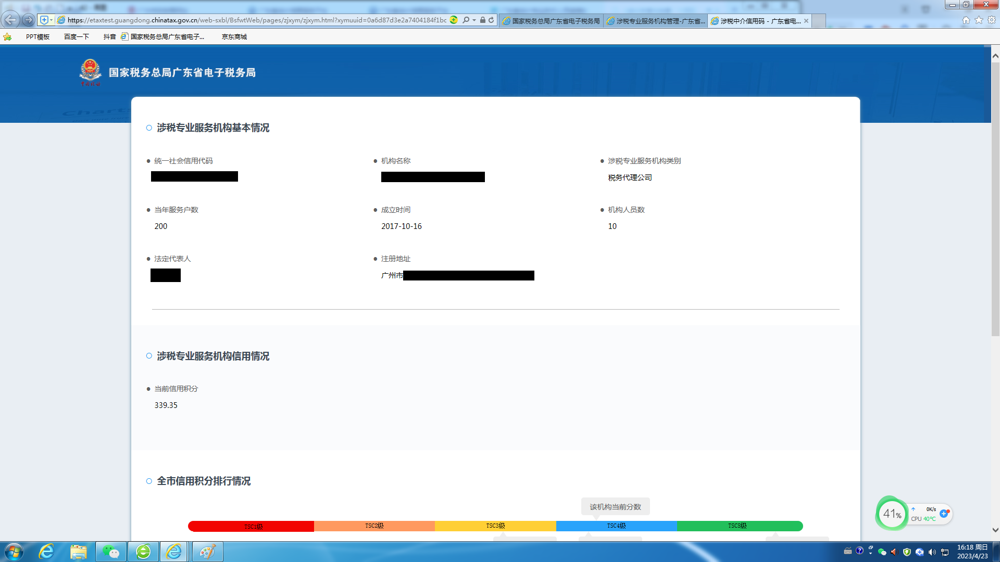 https://etaxtest.guangdong.chinatax.gov.cn/web-sxbl/BsfwtWeb/pages/zjxym/zjxym.html?xymuuid=0a6d87d3e2a7404184f1bc
国家税务总局广东省电子税务局
涉税专业服务机构管理-广东省...
涉税中介信用码 - 广东省电...
PPT模板
百度一下
抖音
国家税务总局广东省电子...
京东商城
国家税务总局广东省电子税务局
涉税专业服务机构基本情况
统一社会信用代码
机构名称
涉税专业服务机构类别
税务代理公司
当年服务户数
成立时间
机构人员数
200
2017-10-16
10
法定代表人
注册地址
广州市
涉税专业服务机构信用情况
当前信用积分
339.35
全市信用积分排行情况
该机构当前分数
TSC1级
TSC2级
TSC3级
TSC4级
TSC5级
41%
0K/s
CPU 40℃
16:18 周日
2023/4/23